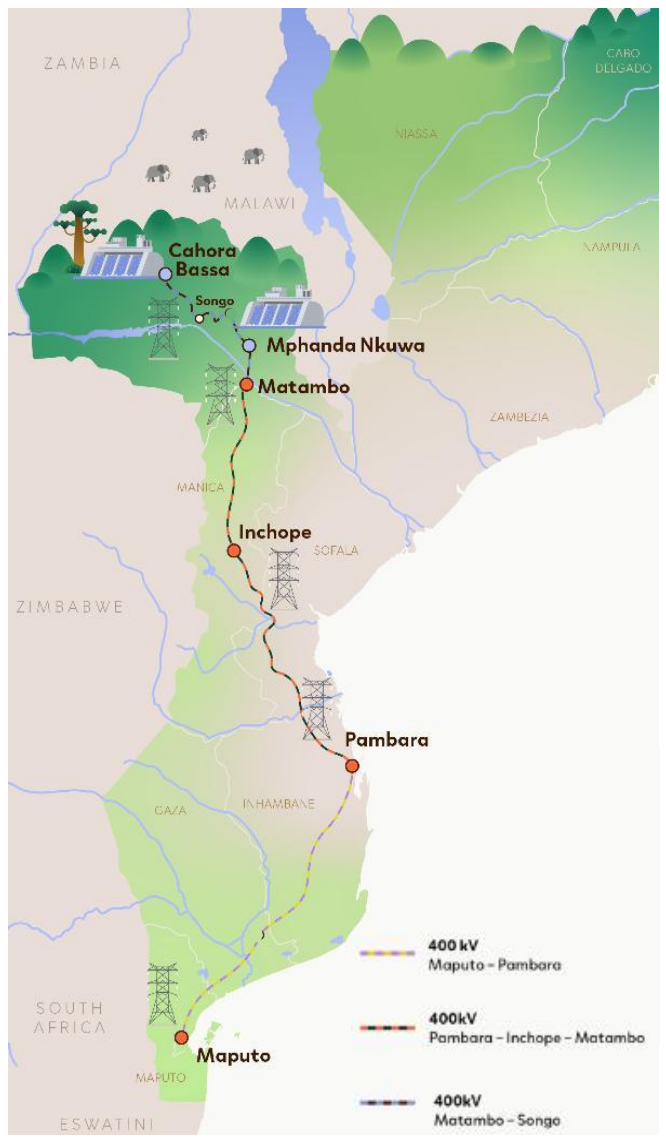 ZAMBIA
CABO
DELGADO
NIASSA
MALAWI
NAMPULA
Cahora
Bassa
Songo
Mphanda Nkuwa
Matambo
ZAMBEZIA
MANICA
Inchope
SOFALA
ZIMBABWE
Pambara
GAZA
INHAMBANE
400 kV
Maputo – Pambara
SOUTH
AFRICA
400kV
Pambara – Inchope – Matambo
Maputo
MAPUTO
400kV
Matambo – Songo
ESWATINI